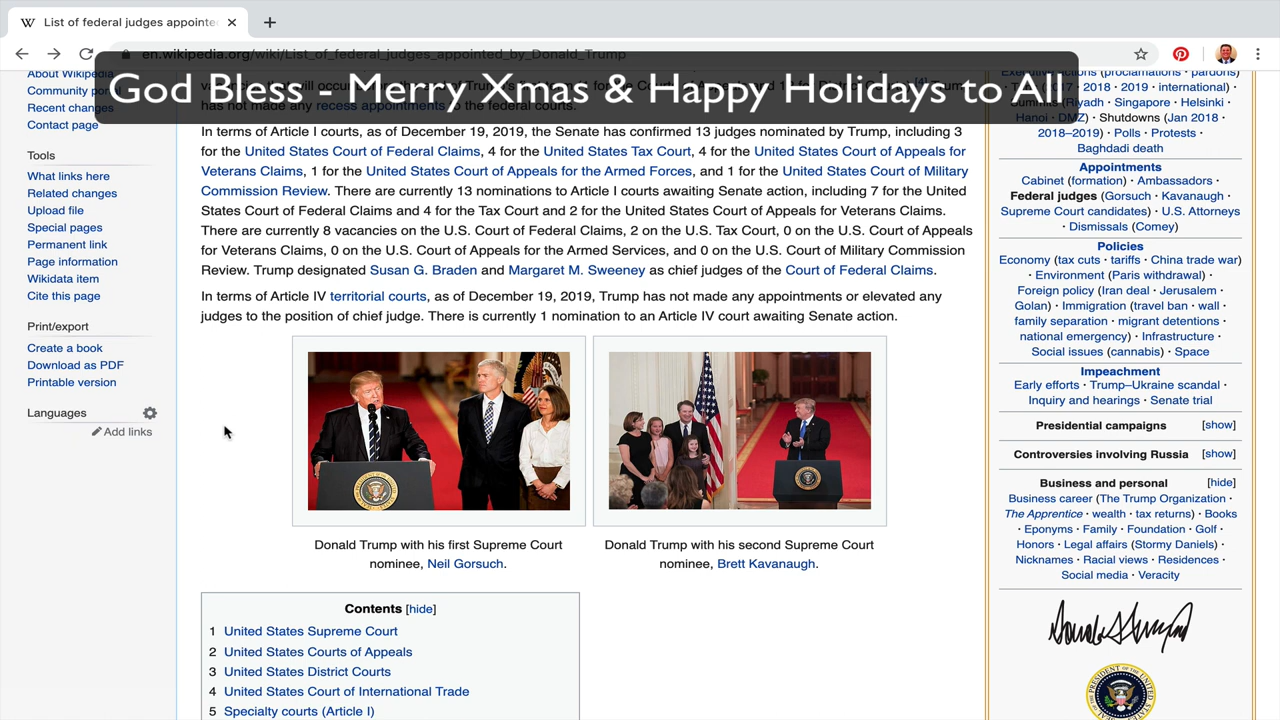 List of federal judges appointe
en.wikipedia.org/wiki/List_of_federal_judges_appointed_by_Donald_Trump
God Bless - Merry Xmas & Happy Holidays to All
About Wikipedia
Community por
Recent changes
Contact page
Tools
What links here
Related changes
Upload file
Special pages
Permanent link
Page information
Wikidata item
Cite this page
Print/export
Create a book
Download as PDF
Printable version
Languages
Add links
has not made any recess appointments to the federal courts.
In terms of Article I courts, as of December 19, 2019, the Senate has confirmed 13 judges nominated by Trump, including 3
for the United States Court of Federal Claims, 4 for the United States Tax Court, 4 for the United States Court of Appeals for
Veterans Claims, 1 for the United States Court of Appeals for the Armed Forces, and 1 for the United States Court of Military
Commission Review. There are currently 13 nominations to Article I courts awaiting Senate action, including 7 for the United
States Court of Federal Claims and 4 for the Tax Court and 2 for the United States Court of Appeals for Veterans Claims.
There are currently 8 vacancies on the U.S. Court of Federal Claims, 2 on the U.S. Tax Court, 0 on the U.S. Court of Appeals
for Veterans Claims, 0 on the U.S. Court of Appeals for the Armed Services, and 0 on the U.S. Court of Military Commission
Review. Trump designated Susan G. Braden and Margaret M. Sweeney as chief judges of the Court of Federal Claims.
In terms of Article IV territorial courts, as of December 19, 2019, Trump has not made any appointments or elevated any
judges to the position of chief judge. There is currently 1 nomination to an Article IV court awaiting Senate action.
Donald Trump with his first Supreme Court
nominee, Neil Gorsuch.
Donald Trump with his second Supreme Court
nominee, Brett Kavanaugh.
Contents [hide]
1 United States Supreme Court
2 United States Courts of Appeals
3 United States District Courts
4 United States Court of International Trade
5 Specialty courts (Article I)
Executive actions (proclamations · pardons)
2017 · 2018 · 2019 · international) ·
Summits (Riyadh · Singapore · Helsinki ·
Hanoi · DMZ) · Shutdowns (Jan 2018 ·
2018–2019) · Polls · Protests ·
Baghdadi death
Appointments
Cabinet (formation) · Ambassadors ·
Federal judges (Gorsuch · Kavanaugh ·
Supreme Court candidates) · U.S. Attorneys
· Dismissals (Comey)
Policies
Economy (tax cuts · tariffs · China trade war)
· Environment (Paris withdrawal) ·
Foreign policy (Iran deal · Jerusalem ·
Golan) · Immigration (travel ban · wall ·
family separation · migrant detentions ·
national emergency) · Infrastructure ·
Social issues (cannabis) · Space
Impeachment
Early efforts · Trump–Ukraine scandal ·
Inquiry and hearings · Senate trial
Presidential campaigns [show]
Controversies involving Russia [show]
Business and personal [hide]
Business career (The Trump Organization ·
The Apprentice · wealth · tax returns) · Books
· Eponyms · Family · Foundation · Golf ·
Honors · Legal affairs (Stormy Daniels) ·
Nicknames · Racial views · Residences ·
Social media · Veracity
Donald Trump